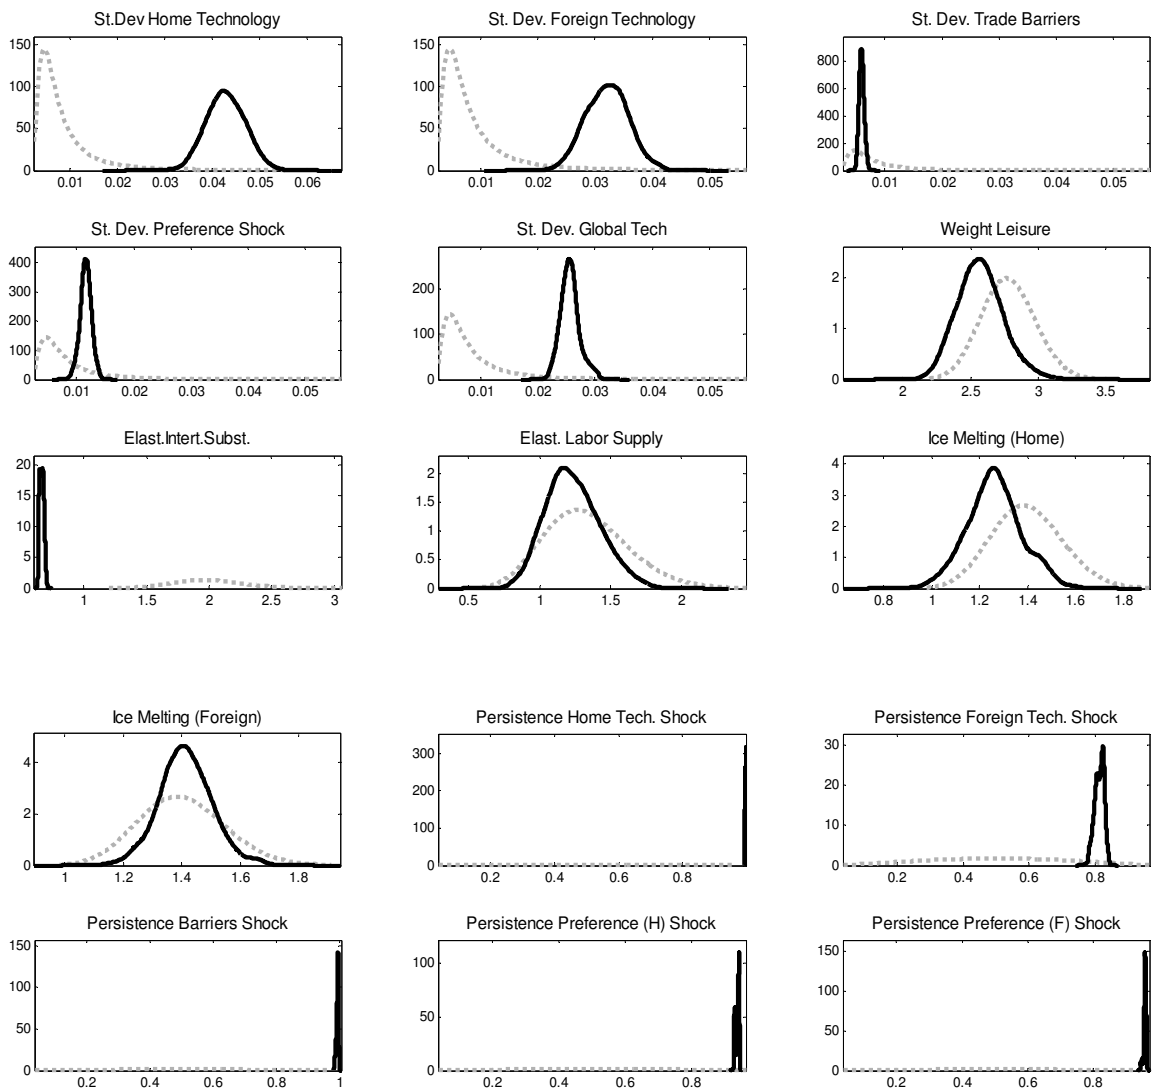 St.Dev Home Technology
St. Dev. Foreign Technology
St. Dev. Trade Barriers
150
100
50
0
0.01 0.02 0.03 0.04 0.05 0.06
150
100
50
0
0.01 0.02 0.03 0.04 0.05
800
600
400
200
0
0.01 0.02 0.03 0.04 0.05
St. Dev. Preference Shock
St. Dev. Global Tech
Weight Leisure
400
300
200
100
0
0.01 0.02 0.03 0.04 0.05
200
100
0
0.01 0.02 0.03 0.04 0.05
2
1
0
2 2.5 3 3.5
Elast.Intert.Subst.
Elast. Labor Supply
Ice Melting (Home)
20
15
10
5
0
1 1.5 2 2.5 3
2
1.5
1
0.5
0
0.5 1 1.5 2
4
3
2
1
0
0.8 1 1.2 1.4 1.6 1.8
Ice Melting (Foreign)
Persistence Home Tech. Shock
Persistence Foreign Tech. Shock
4
2
0
1 1.2 1.4 1.6 1.8
300
200
100
0
0.2 0.4 0.6 0.8
30
20
10
0
0.2 0.4 0.6 0.8
Persistence Barriers Shock
Persistence Preference (H) Shock
Persistence Preference (F) Shock
150
100
50
0
0.2 0.4 0.6 0.8 1
100
50
0
0.2 0.4 0.6 0.8
150
100
50
0
0.2 0.4 0.6 0.8